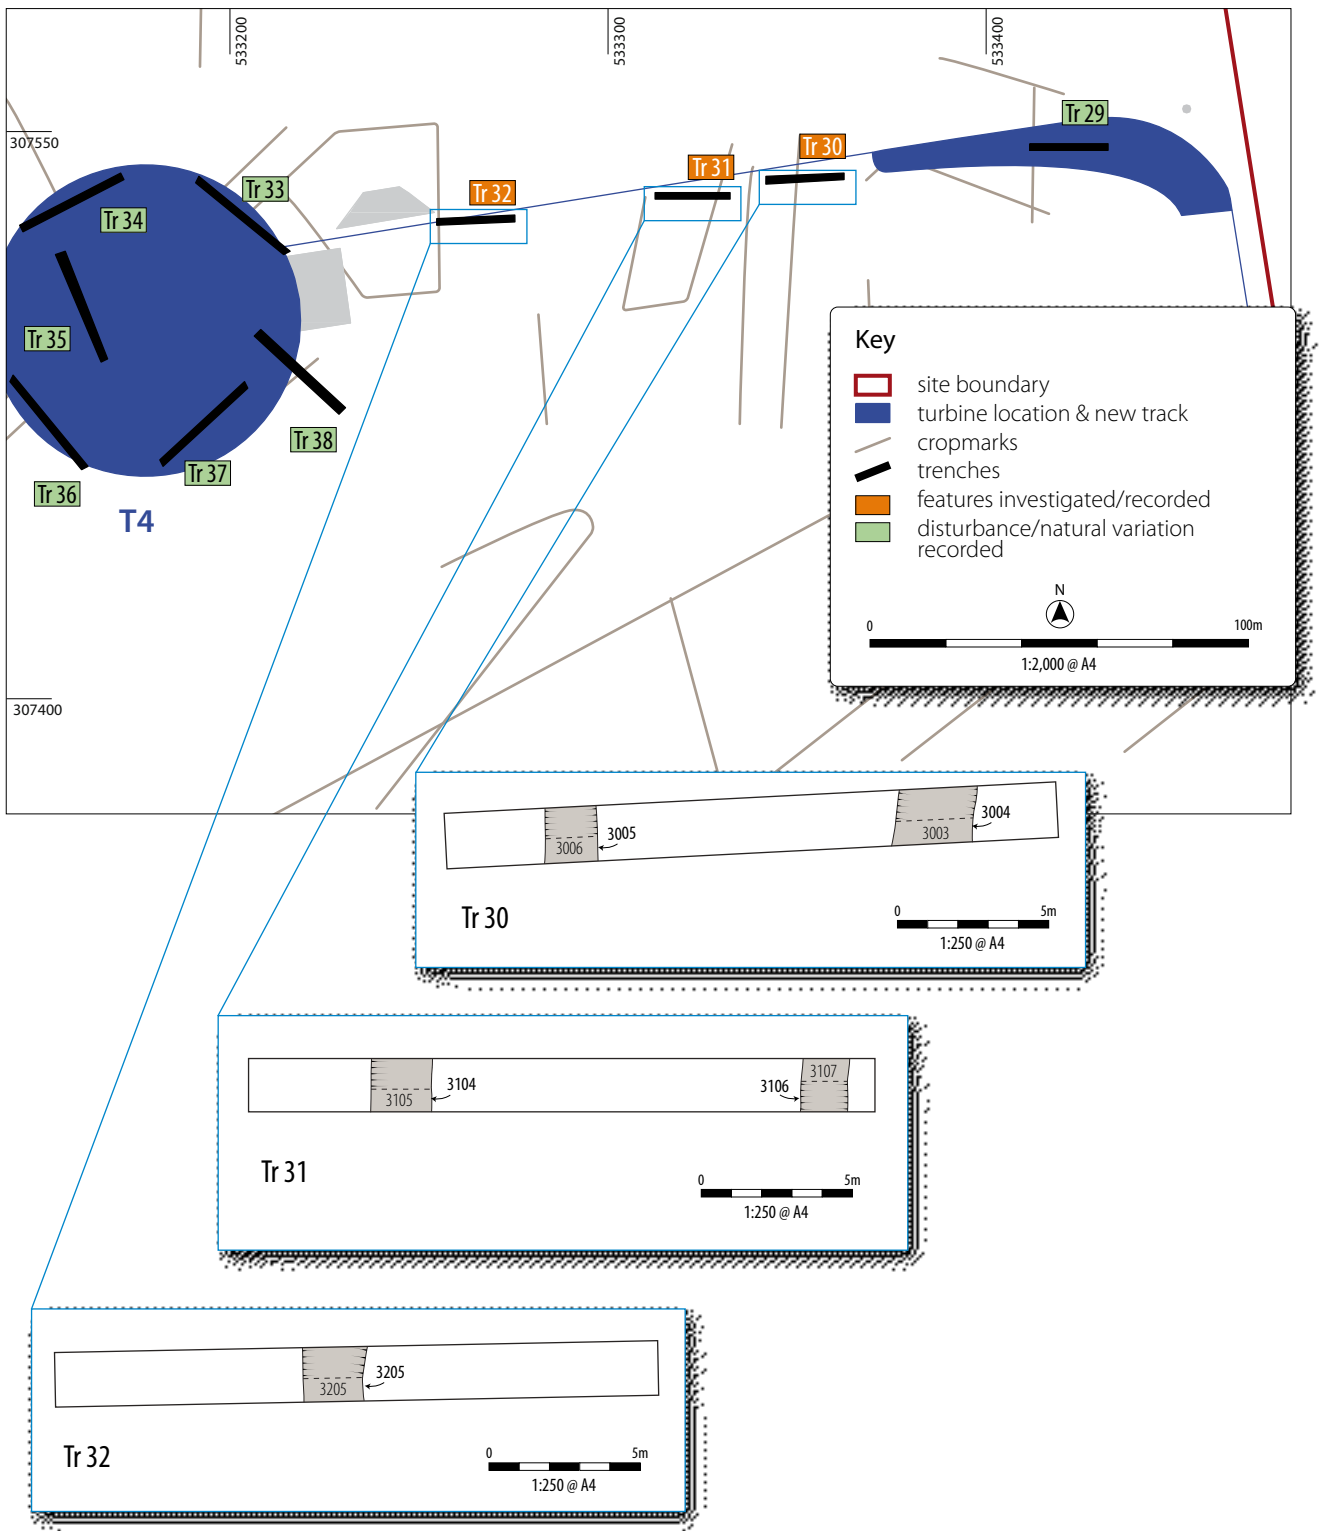 533200
533300
533400
307550
Tr 29
Tr 30
Tr 31
Tr 32
Tr 33
Tr 34
Tr 35
Tr 36
Tr 37
Tr 38
T4
307400
Key
site boundary
turbine location & new track
cropmarks
trenches
features investigated/recorded
disturbance/natural variation
recorded
N
0
100m
1:2,000 @ A4
3006
3005
3003
3004
Tr 30
0
5m
1:250 @ A4
3105
3104
3106
3107
Tr 31
0
5m
1:250 @ A4
3205
3205
Tr 32
0
5m
1:250 @ A4